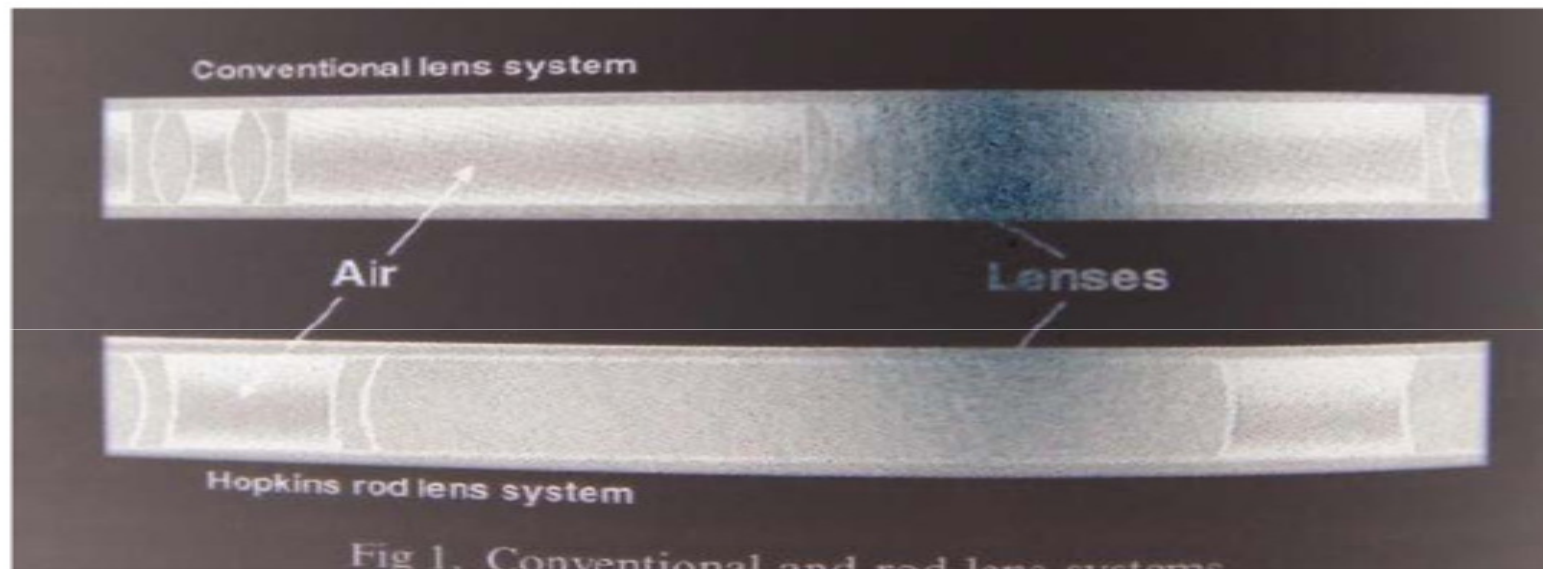 Conventional lens system
Air
Lenses
Hopkins rod lens system
Fig 1. Conventional and rod lens systems